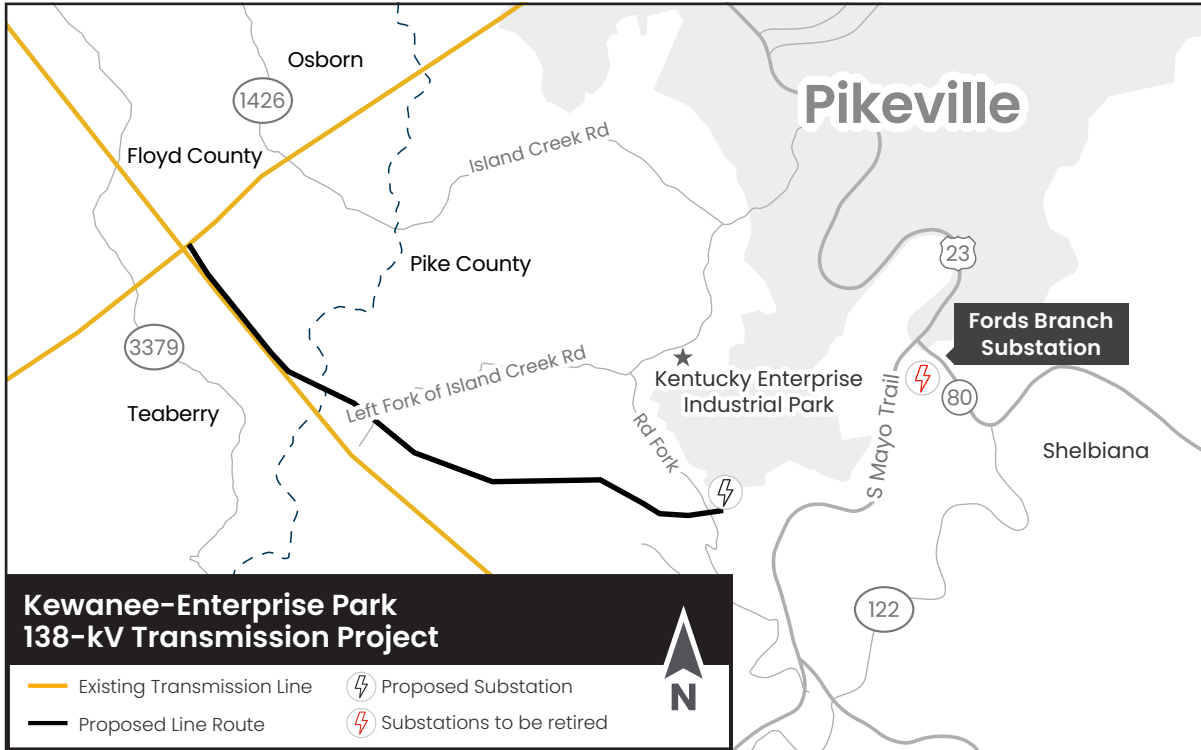 Osborn
1426
Pikeville
Floyd County
Island Creek Rd
23
Pike County
Fords Branch
Substation
3379
Left Fork of Island Creek Rd
Kentucky Enterprise
Industrial Park
80
Teaberry
Rd Fork
S Mayo Trail
Shelbiana
122
Kewanee-Enterprise Park
138-kV Transmission Project
N
Existing Transmission Line
Proposed Substation
Proposed Line Route
Substations to be retired